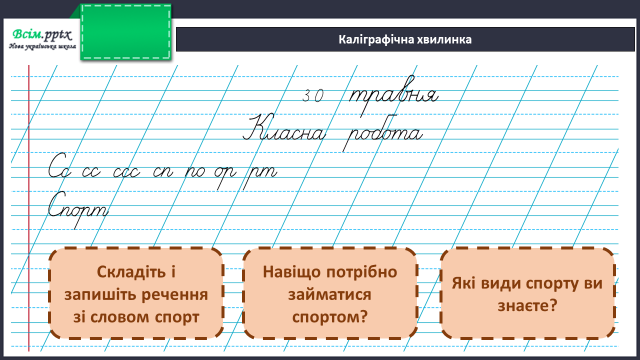 Всім.pptx
Нова українська школа
Каліграфічна хвилинка
30 травня
Класна робота
Сс сс ссс сп по ор рт
Спорт
Складіть і
запишіть речення
зі словом спорт
Навіщо потрібно
займатися
спортом?
Які види спорту ви
знаєте?